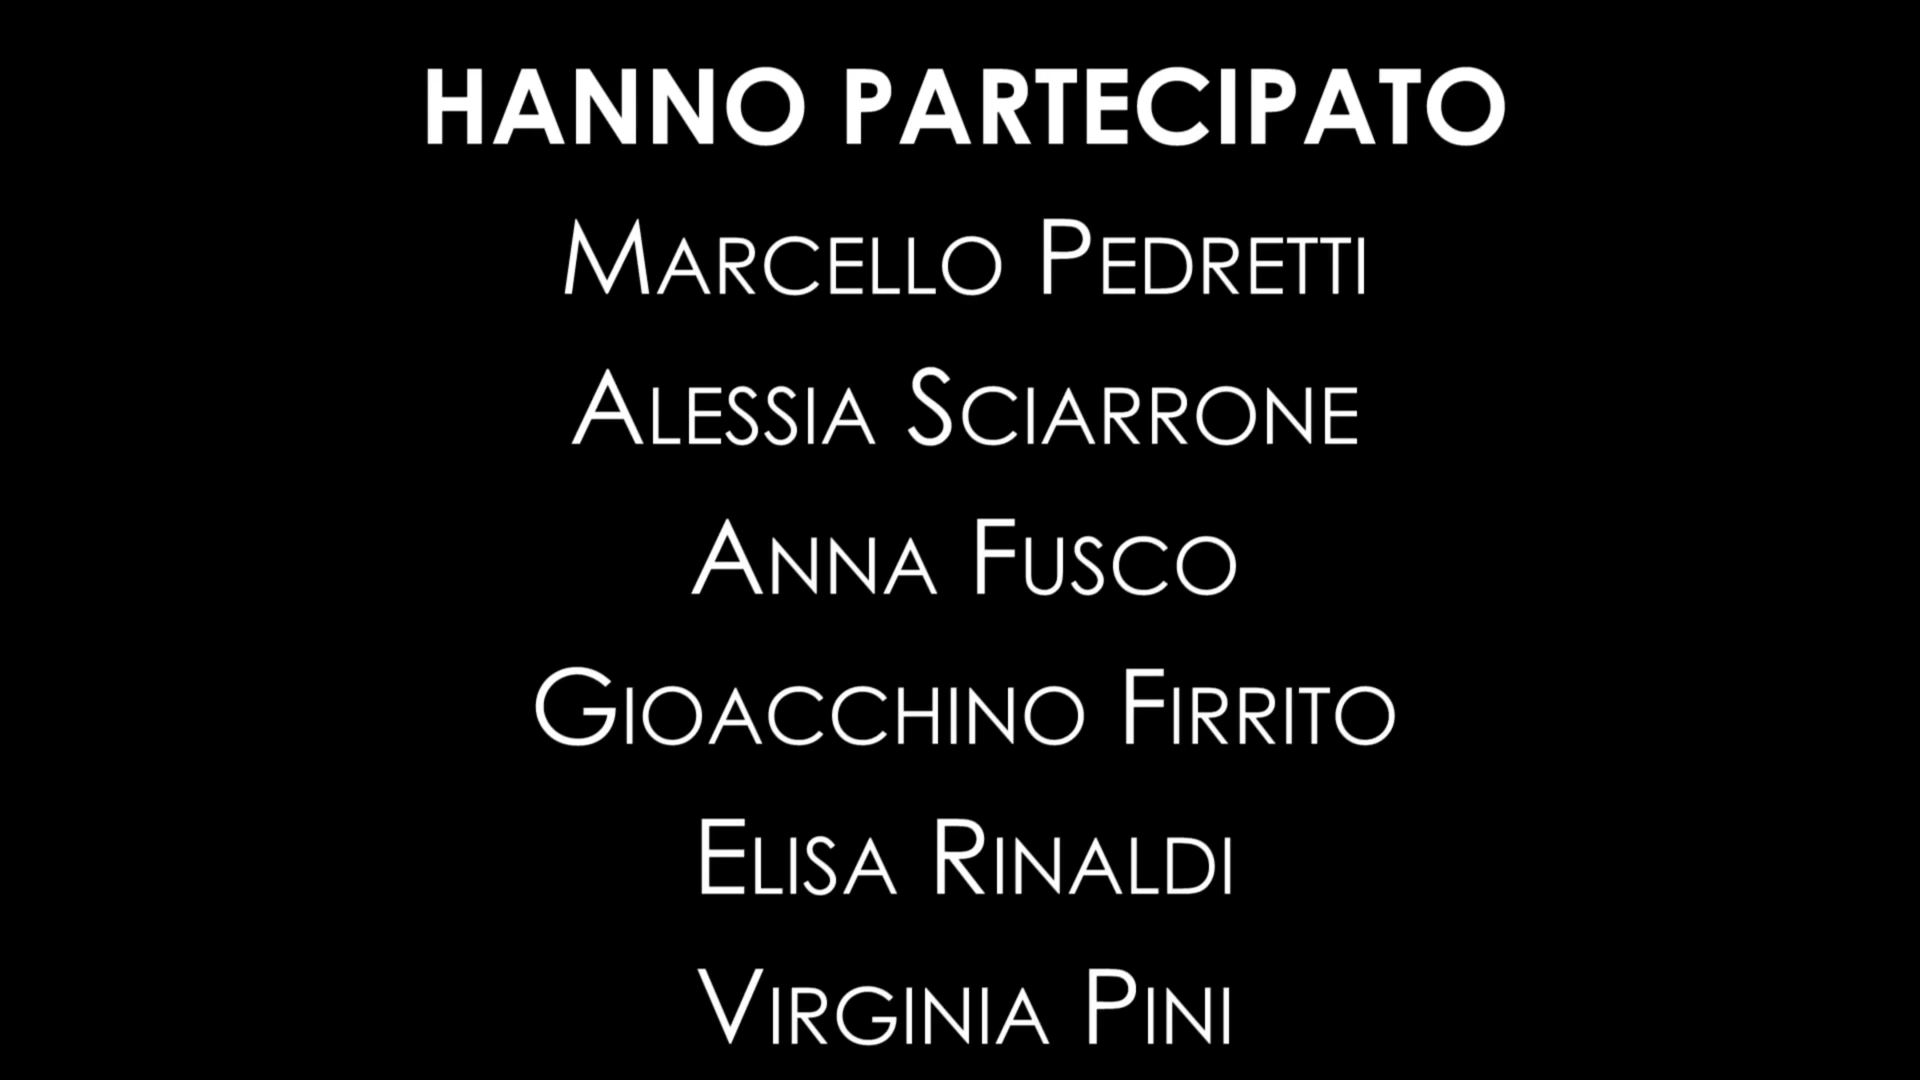 HANNO PARTECIPATO
MARCELLO PEDRETTI
ALESSIA SCIARRONE
ANNA FUSCO
GIOACCHINO FIRRITO
ELISA RINALDI
VIRGINIA PINI